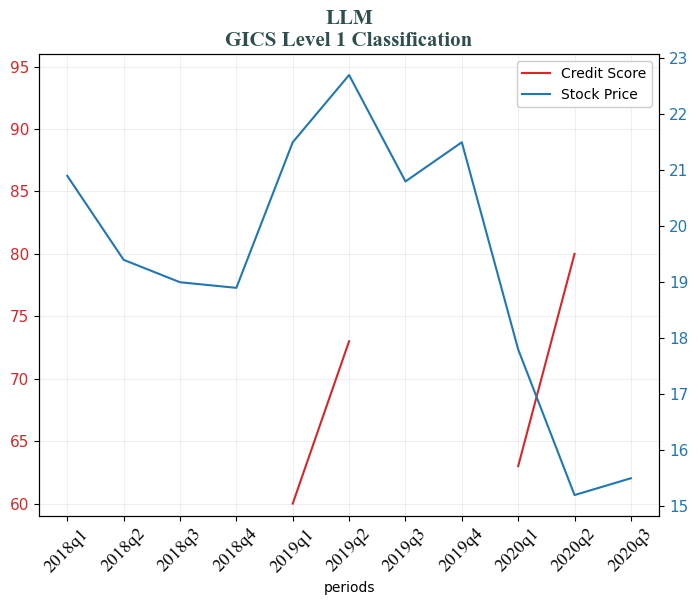 LLM
GICS Level 1 Classification
Credit Score
Stock Price
95
90
85
80
75
70
65
60
23
22
21
20
19
18
17
16
15
2018q1
2018q2
2018q3
2018q4
2019q1
2019q2
2019q3
2019q4
2020q1
2020q2
2020q3
periods